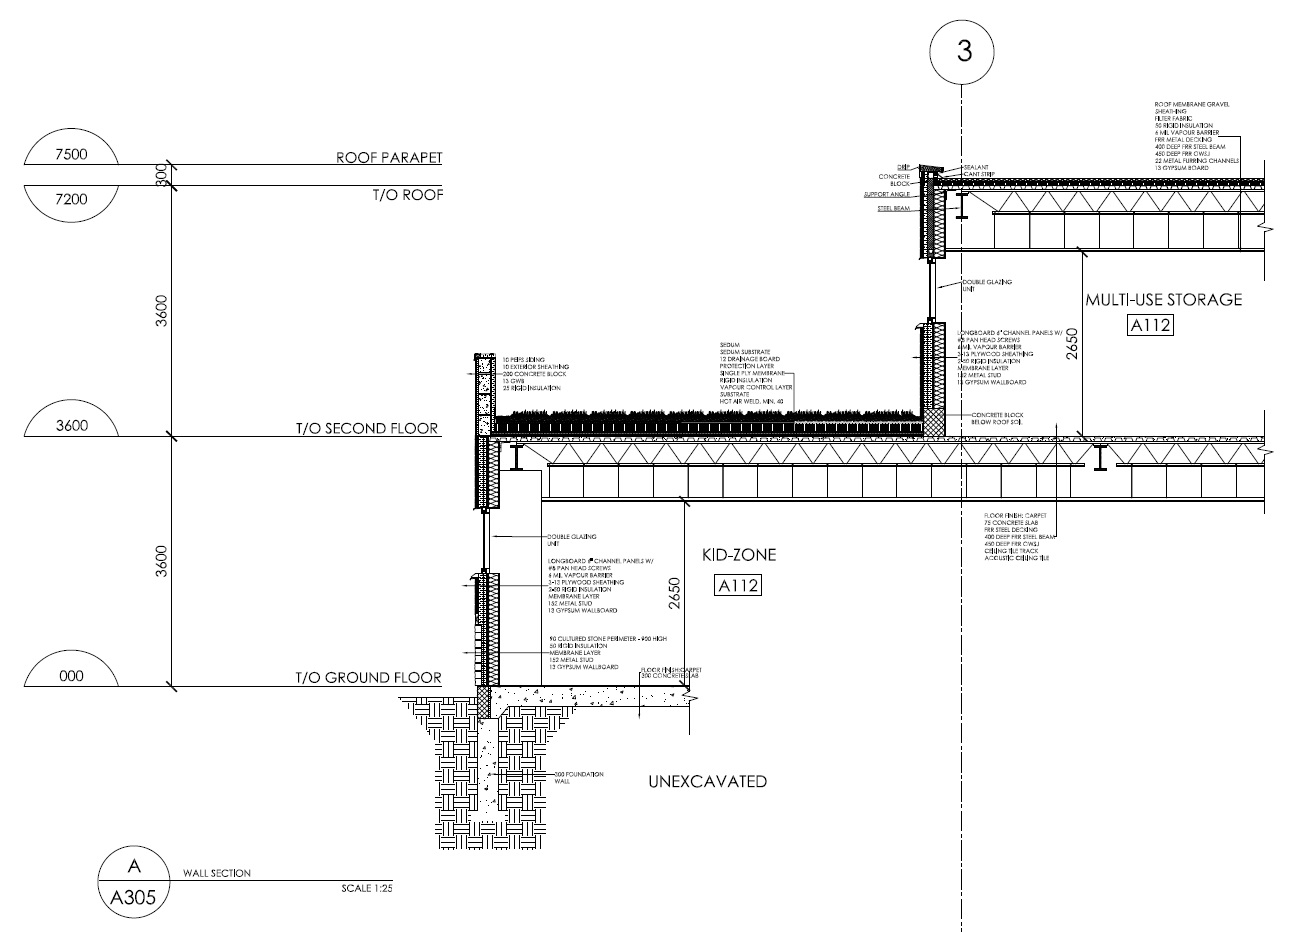 3
ROOF MEMBRANE GRAVEL
SHEATHING
FILTER FABRIC
50 RIGID INSULATION
6 MIL VAPOUR BARRIER
FRR METAL DECKING
400 DEEP FRR STEEL BEAM
450 DEEP FRR OWSJ
22 METAL FURRING CHANNELS
13 GYPSUM BOARD
7500
ROOF PARAPET
300
7200
T/O ROOF
DRIP
CONCRETE
BLOCK
SUPPORT ANGLE
STEEL BEAM
SEALANT
CANT STRIP
3600
DOUBLE GLAZING
UNIT
MULTI-USE STORAGE
A112
2650
LONGBOARD 6" CHANNEL PANELS W/
#8 PAN HEAD SCREWS
6 MIL VAPOUR BARRIER
2-13 PLYWOOD SHEATHING
2-50 RIGID INSULATION
MEMBRANE LAYER
152 METAL STUD
13 GYPSUM WALLBOARD
SEDUM
SEDUM SUBSTRATE
12 DRAINAGE BOARD
PROTECTION LAYER
SINGLE PLY MEMBRANE
RIGID INSLULATION
VAPOUR CONTROL LAYER
SUBSTRATE
HOT AIR WELD, MIN. 40
10 EXTERIOR SHEATHING
200 CONCRETE BLOCK
13 GWB
25 RIGID INSULATION
CONCRETE BLOCK
BELOW ROOF SOIL
3600
T/O SECOND FLOOR
FLOOR FINISH: CARPET
75 CONCRETE SLAB
FRR STEEL DECKING
400 DEEP FRR STEEL BEAM
450 DEEP FRR OWSJ
CEILING TILE TRACK
ACOUSTIC CEILING TILE
3600
DOUBLE GLAZING
UNIT
KID-ZONE
A112
2650
LONGBOARD 6" CHANNEL PANELS W/
#8 PAN HEAD SCREWS
6 MIL VAPOUR BARRIER
2-13 PLYWOOD SHEATHING
2-50 RIGID INSULATION
MEMBRANE LAYER
152 METAL STUD
13 GYPSUM WALLBOARD
90 CULTURED STONE PERIMETER - 900 HIGH
50 RIGID INSULATION
MEMBRANE LAYER
152 METAL STUD
13 GYPSUM WALLBOARD
FLOOR FINISH:CARPET
200 CONCRETE SLAB
000
T/O GROUND FLOOR
300 FOUNDATION
WALL
UNEXCAVATED
A
A305
WALL SECTION
SCALE 1:25